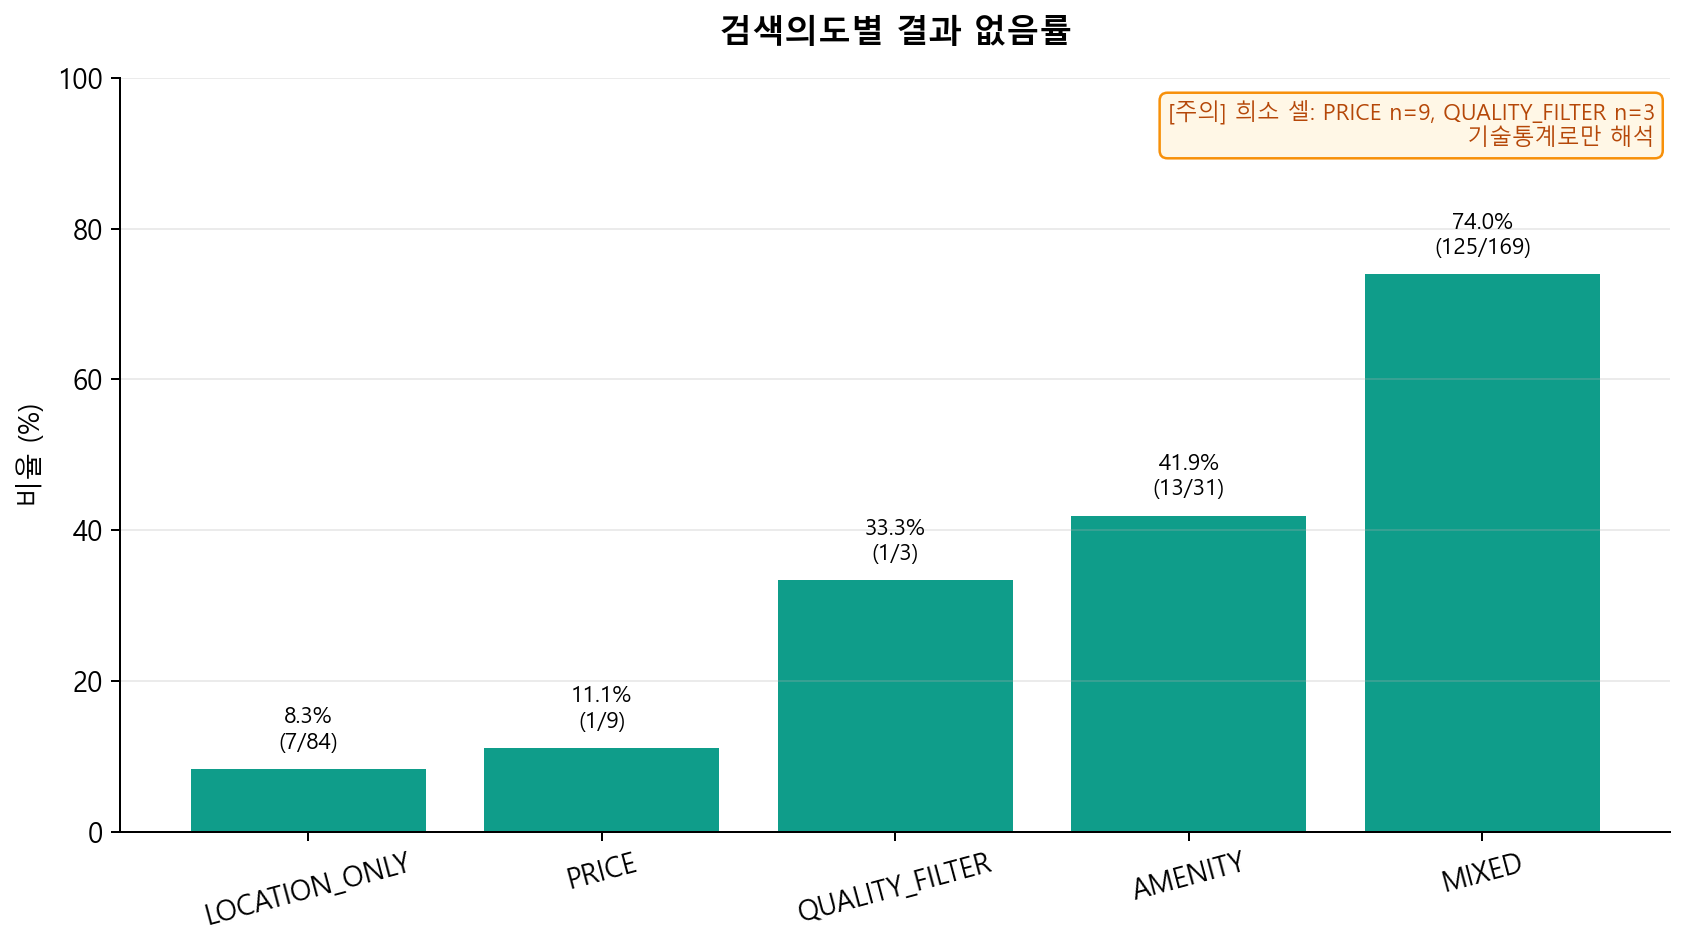 검색의도별 결과 없음률
100
80
60
40
20
0
비율 (%)
[주의] 희소 셀: PRICE n=9, QUALITY_FILTER n=3
기술통계로만 해석
8.3%
(7/84)
11.1%
(1/9)
33.3%
(1/3)
41.9%
(13/31)
74.0%
(125/169)
LOCATION_ONLY
PRICE
QUALITY_FILTER
AMENITY
MIXED